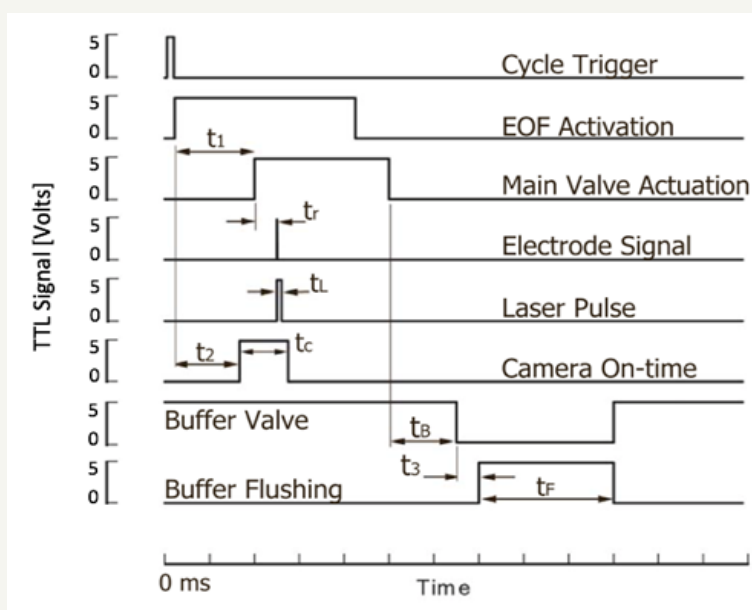 5
0
Cycle Trigger
5
0
EOF Activation
t1
5
0
Main Valve Actuation
tr
5
0
Electrode Signal
tL
5
0
Laser Pulse
t2
tc
5
0
Camera On-time
5
0
Buffer Valve
tB
t3
5
0
Buffer Flushing
tF
TTL Signal [Volts]
0 ms
Time